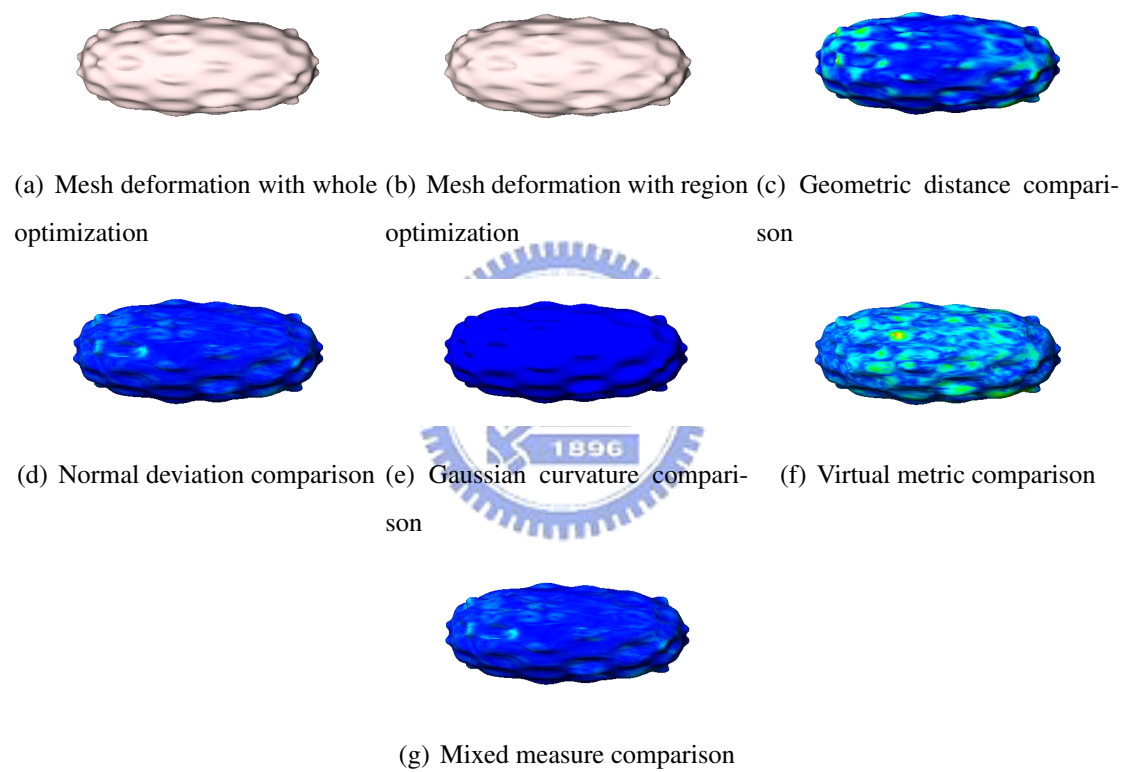 (a) Mesh deformation with whole
optimization
(b) Mesh deformation with region
optimization
(c) Geometric distance compari-
son
(d) Normal deviation comparison
(e) Gaussian curvature compari-
son
(f) Virtual metric comparison
1896
(g) Mixed measure comparison